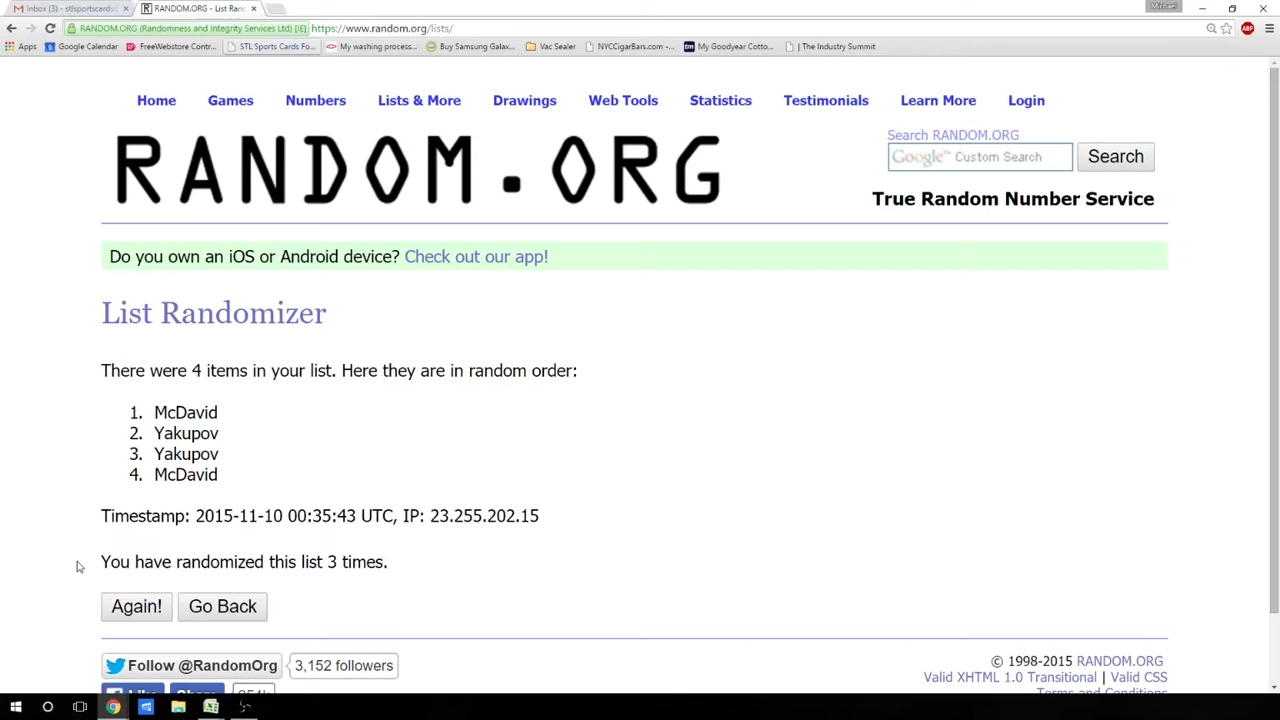 Inbox (3) - stlsportscards@
RANDOM.ORG - List Ran
Michael
RANDOM.ORG (Randomness and Integrity Services Ltd) [IE] https://www.random.org/lists/
ABP
Apps Google Calendar FreeWebstore Contr... STL Sports Cards Fo... My washing process... Buy Samsung Galax... Vac Sealer NYCigarBars.com -... tm My Goodyear Cotto... | The Industry Summit
Home Games Numbers Lists & More Drawings Web Tools Statistics Testimonials Learn More Login
RANDOM.ORG
Search RANDOM.ORG
Google™ Custom Search Search
True Random Number Service
Do you own an iOS or Android device? Check out our app!
List Randomizer
There were 4 items in your list. Here they are in random order:
1. McDavid
2. Yakupov
3. Yakupov
4. McDavid
Timestamp: 2015-11-10 00:35:43 UTC, IP: 23.255.202.15
You have randomized this list 3 times.
Again! Go Back
Follow @RandomOrg 3,152 followers
© 1998-2015 RANDOM.ORG
Valid XHTML 1.0 Transitional | Valid CSS
Like Share
Terms and Conditions